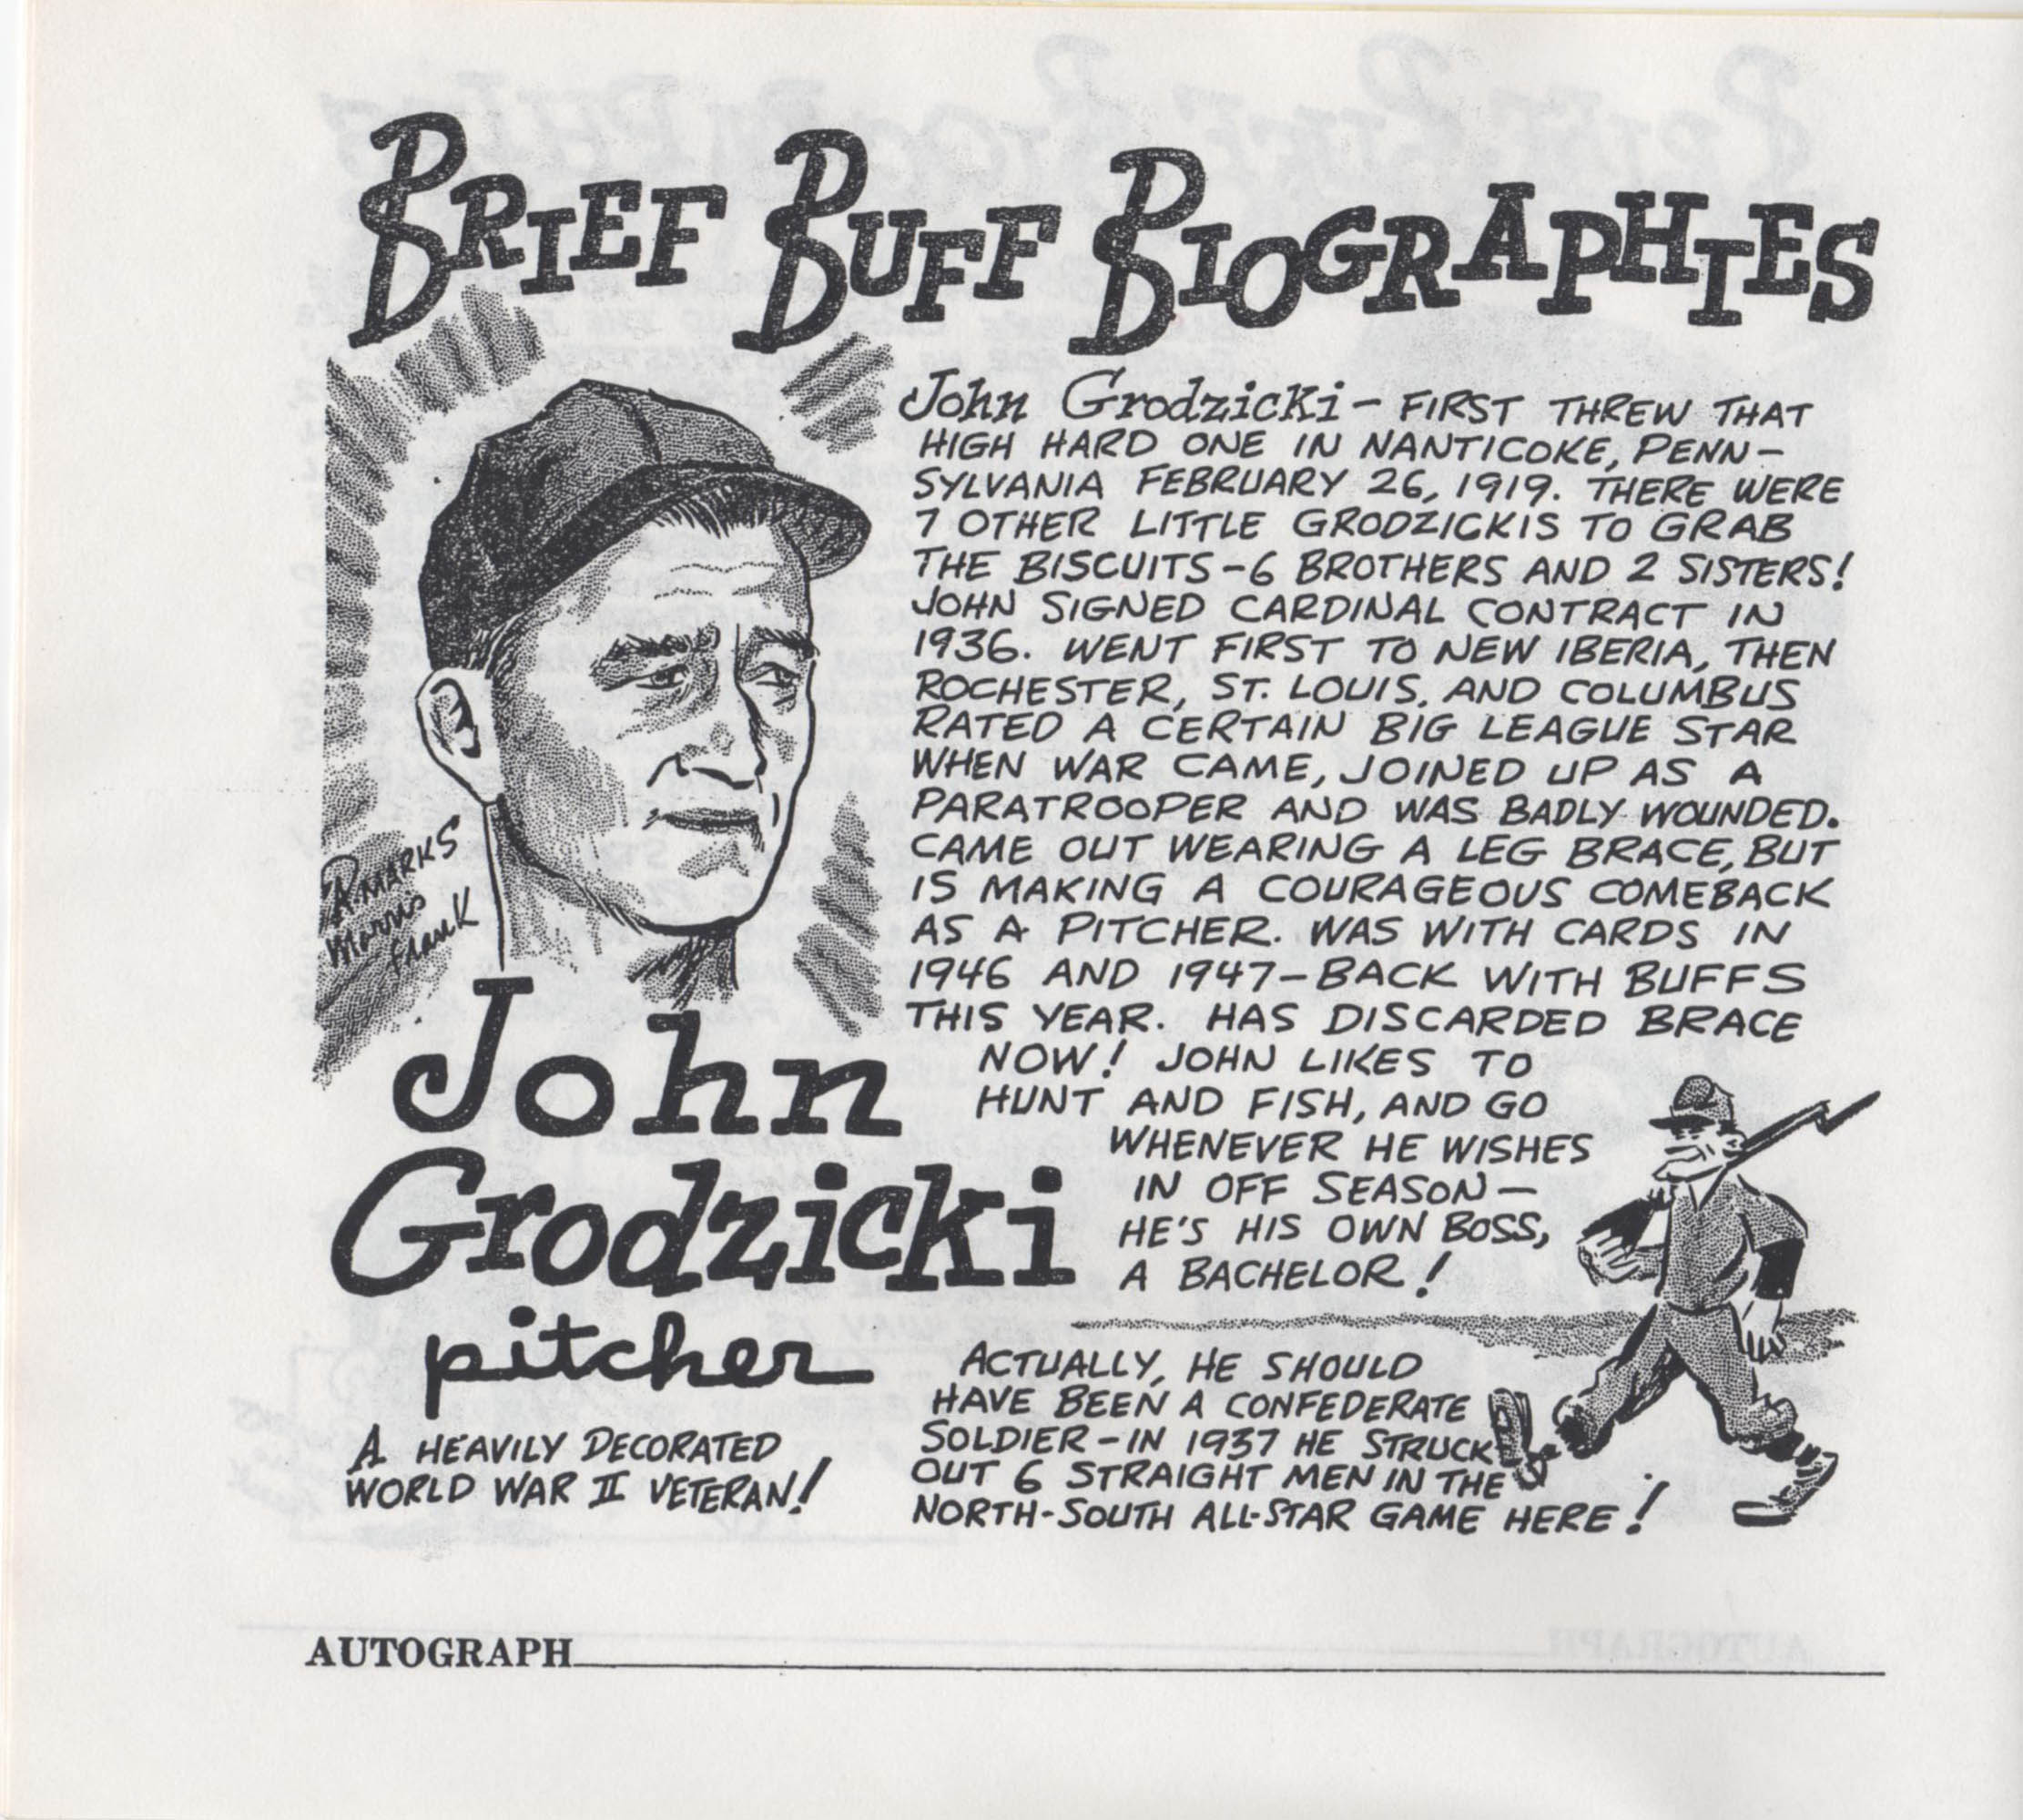 BRIEF BUFF BIOGRAPHIES
John Grodzicki - FIRST THREW THAT
HIGH HARD ONE IN NANTICOKE, PENN-
SYLVANIA FEBRUARY 26, 1919. THERE WERE
7 OTHER LITTLE GRODZICKIS TO GRAB
THE BISCUITS - 6 BROTHERS AND 2 SISTERS!
JOHN SIGNED CARDINAL CONTRACT IN
1936. WENT FIRST TO NEW IBERIA, THEN
ROCHESTER, ST. LOUIS, AND COLUMBUS
RATED A CERTAIN BIG LEAGUE STAR
WHEN WAR CAME, JOINED UP AS A
PARATROOPER AND WAS BADLY WOUNDED.
CAME OUT WEARING A LEG BRACE, BUT
IS MAKING A COURAGEOUS COMEBACK
AS A PITCHER. WAS WITH CARDS IN
1946 AND 1947 - BACK WITH BUFFS
THIS YEAR. HAS DISCARDED BRACE
NOW! JOHN LIKES TO
HUNT AND FISH, AND GO
WHENEVER HE WISHES
IN OFF SEASON -
HE'S HIS OWN BOSS,
A BACHELOR!
A. MARKS
Morris
Frank
John
Grodzicki
pitcher
A HEAVILY DECORATED
WORLD WAR II VETERAN!
ACTUALLY, HE SHOULD
HAVE BEEN A CONFEDERATE
SOLDIER - IN 1937 HE STRUCK
OUT 6 STRAIGHT MEN IN THE
NORTH-SOUTH ALL-STAR GAME HERE!
AUTOGRAPH